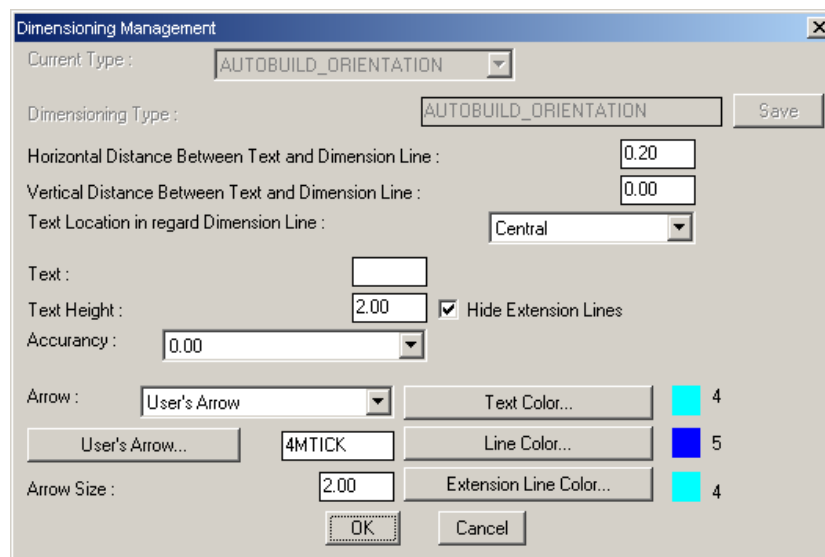 Dimensioning Management
Current Type : AUTOBUILD_ORIENTATION
Dimensioning Type : AUTOBUILD_ORIENTATION Save
Horizontal Distance Between Text and Dimension Line : 0.20
Vertical Distance Between Text and Dimension Line : 0.00
Text Location in regard Dimension Line : Central
Text :
Text Height : 2.00 Hide Extension Lines
Accurancy : 0.00
Arrow : User's Arrow Text Color... 4
User's Arrow... 4MTICK Line Color... 5
Arrow Size : 2.00 Extension Line Color... 4
OK Cancel